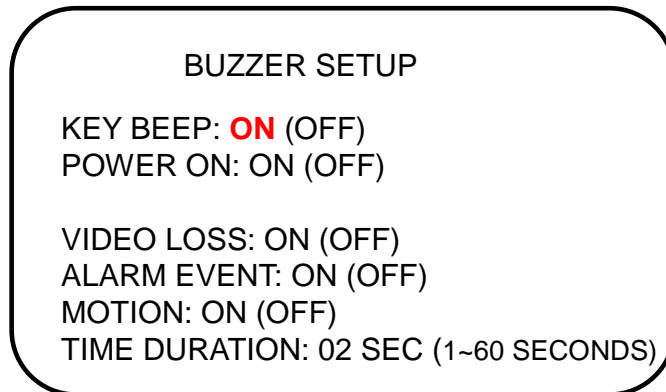 BUZZER SETUP
KEY BEEP: ON (OFF)
POWER ON: ON (OFF)
VIDEO LOSS: ON (OFF)
ALARM EVENT: ON (OFF)
MOTION: ON (OFF)
TIME DURATION: 02 SEC (1~60 SECONDS)